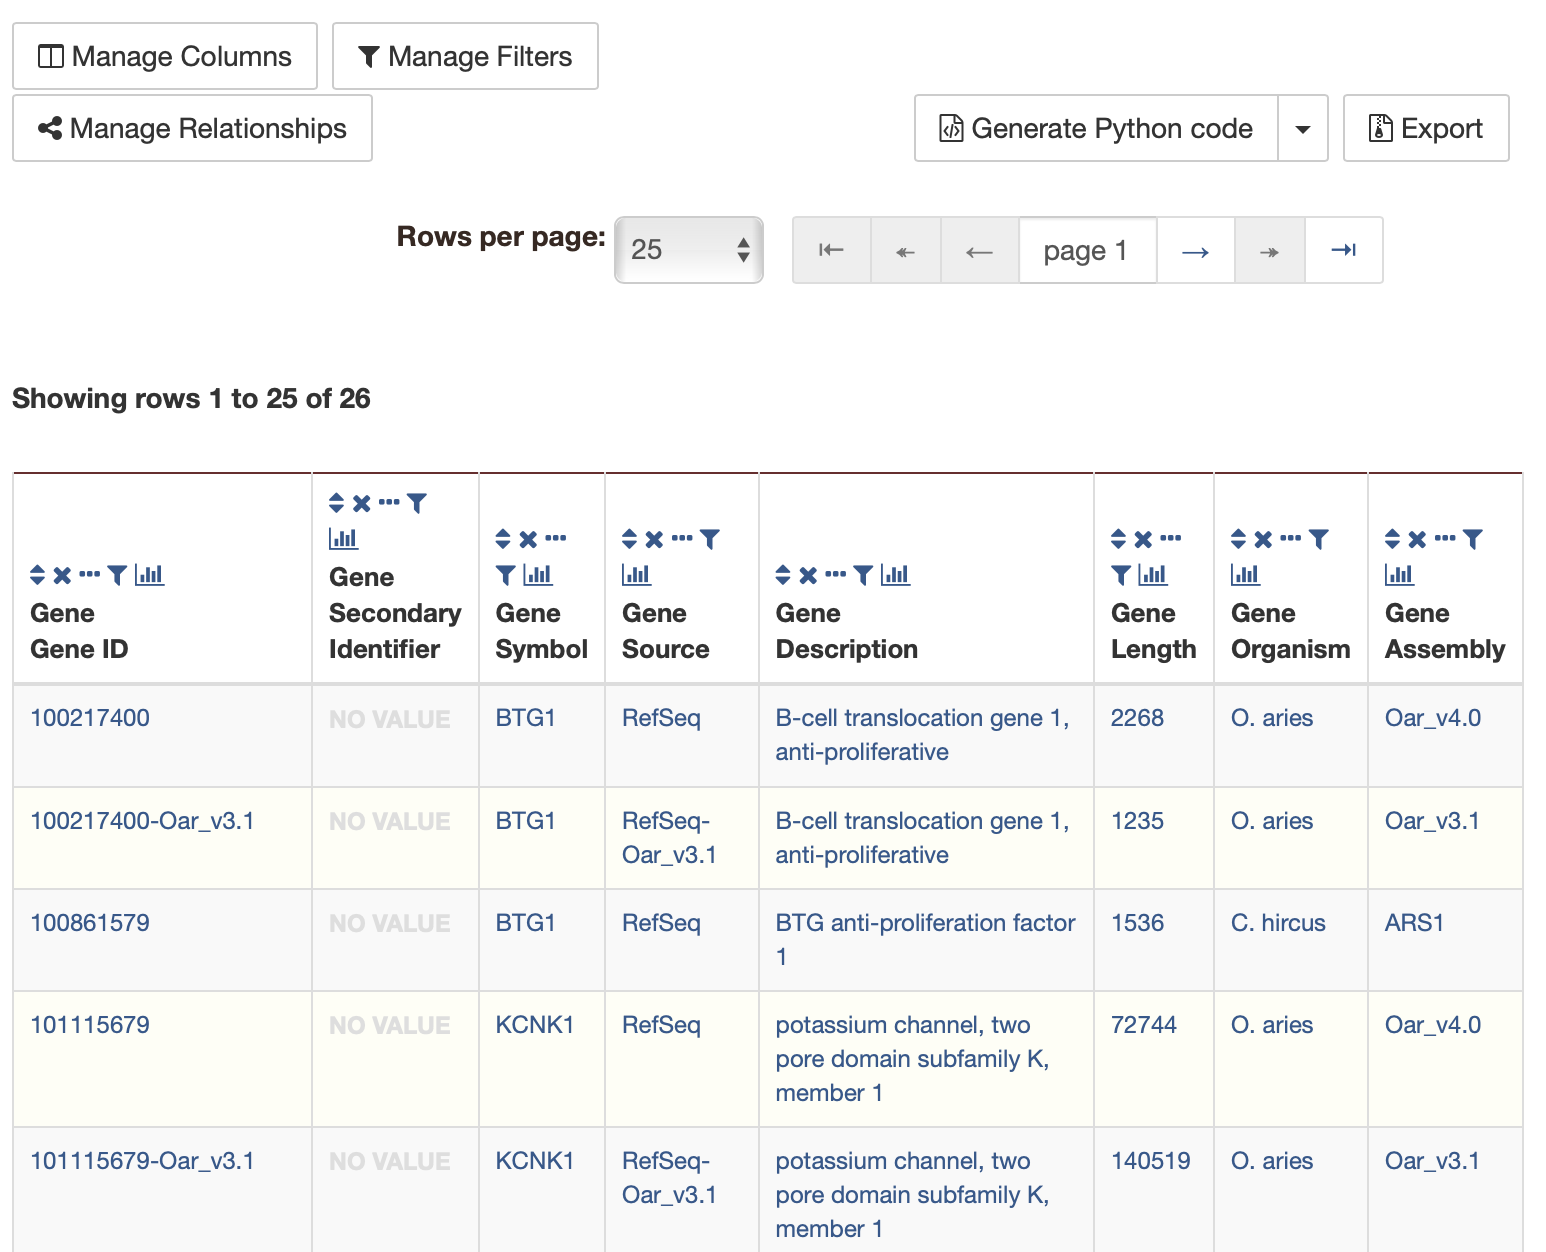 Manage Columns
Manage Filters
Manage Relationships
Generate Python code
Export
Rows per page:
25
page 1
Showing rows 1 to 25 of 26
Gene
Gene ID
Gene
Secondary
Identifier
Gene
Symbol
Gene
Source
Gene
Description
Gene
Length
Gene
Organism
Gene
Assembly
100217400
NO VALUE
BTG1
RefSeq
B-cell translocation gene 1,
anti-proliferative
2268
O. aries
Oar_v4.0
100217400-Oar_v3.1
NO VALUE
BTG1
RefSeq-
Oar_v3.1
B-cell translocation gene 1,
anti-proliferative
1235
O. aries
Oar_v3.1
100861579
NO VALUE
BTG1
RefSeq
BTG anti-proliferation factor
1
1536
C. hircus
ARS1
101115679
NO VALUE
KCNK1
RefSeq
potassium channel, two
pore domain subfamily K,
member 1
72744
O. aries
Oar_v4.0
101115679-Oar_v3.1
NO VALUE
KCNK1
RefSeq-
Oar_v3.1
potassium channel, two
pore domain subfamily K,
member 1
140519
O. aries
Oar_v3.1